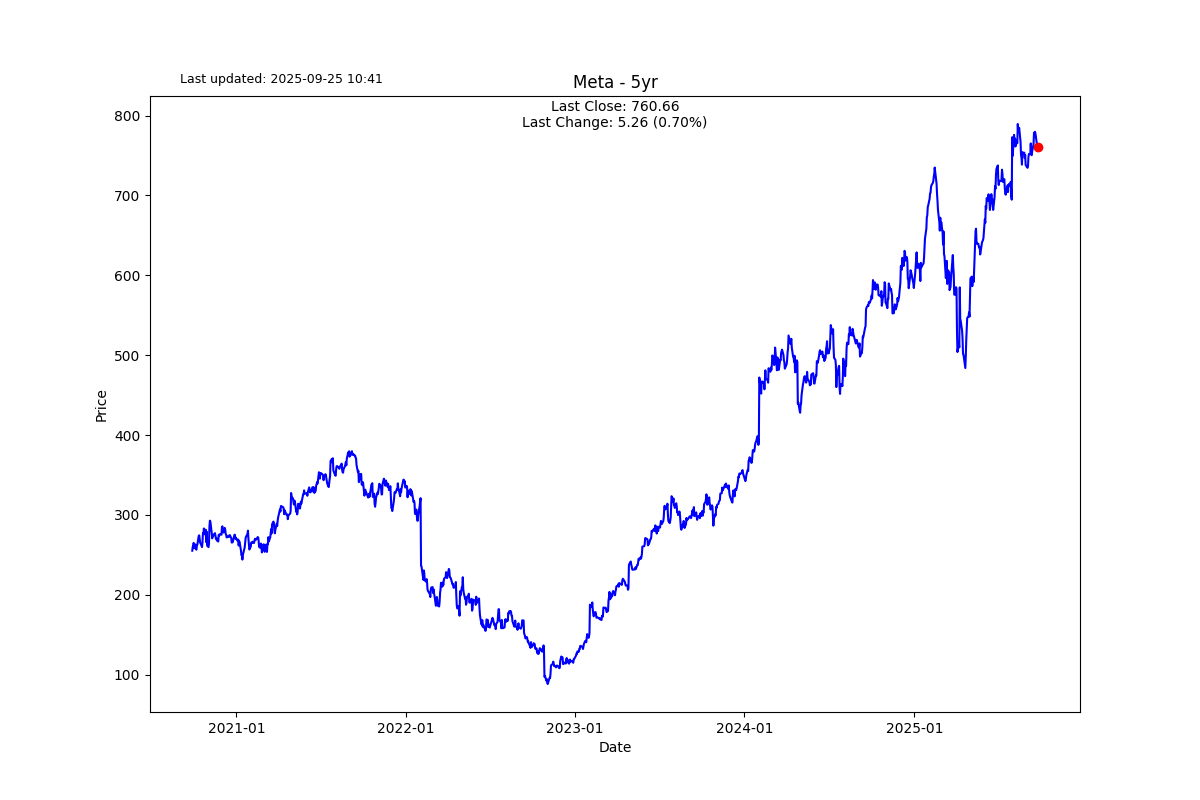 Last updated: 2025-09-25 10:41
Meta - 5yr
Last Close: 760.66
Last Change: 5.26 (0.70%)
800
700
600
500
400
300
200
100
Price
2021-01
2022-01
2023-01
2024-01
2025-01
Date